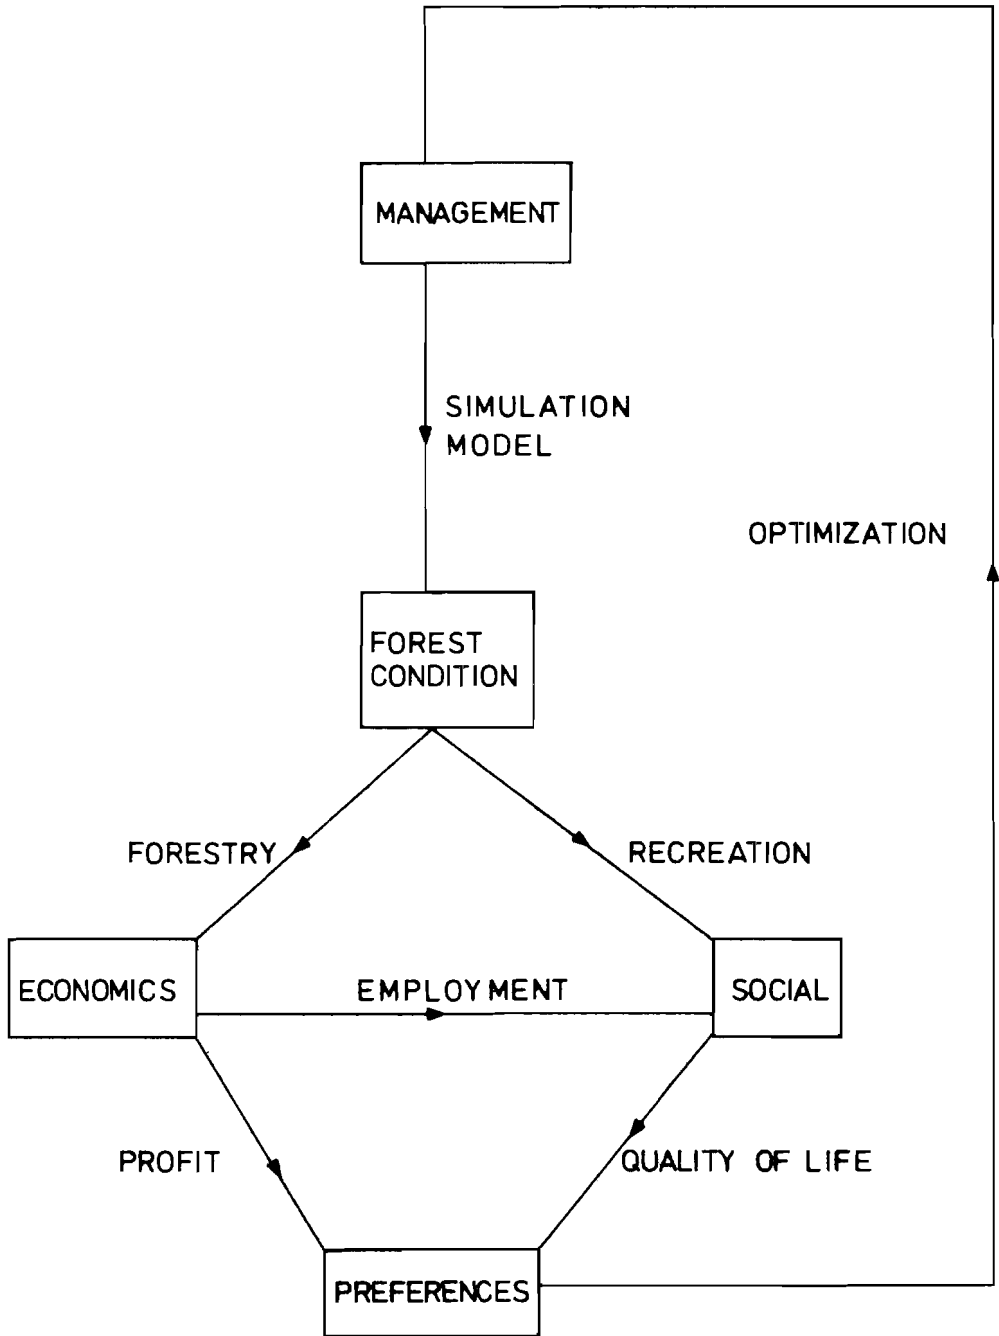 MANAGEMENT
SIMULATION
MODEL
OPTIMIZATION
FOREST
CONDITION
FORESTRY
RECREATION
ECONOMICS
EMPLOYMENT
SOCIAL
PROFIT
QUALITY OF LIFE
PREFERENCES